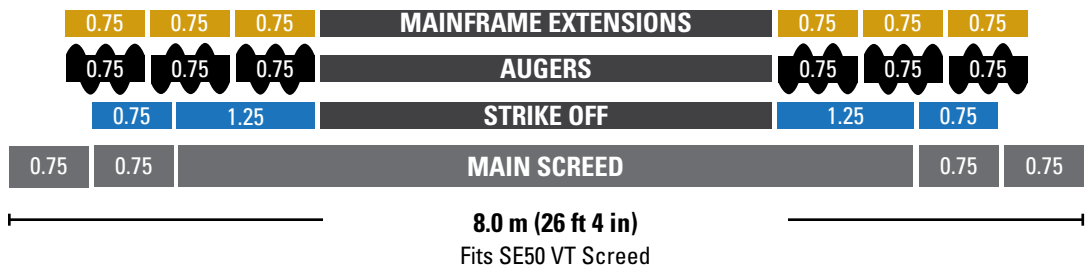 0.75 0.75 0.75 MAINFRAME EXTENSIONS 0.75 0.75 0.75
0.75 0.75 0.75 AUGERS 0.75 0.75 0.75
0.75 1.25 STRIKE OFF 1.25 0.75
0.75 0.75 MAIN SCREED 0.75 0.75
8.0 m (26 ft 4 in)
Fits SE50 VT Screed